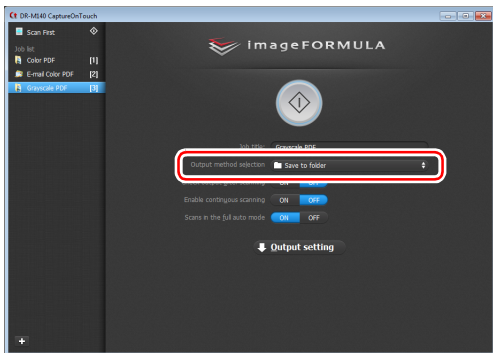 DR-M140 CaptureOnTouch
Scan First
Job list
Color PDF [1]
E-mail Color PDF [2]
Grayscale PDF [3]
imageFORMULA
Job title: Grayscale PDF
Output method selection Save to folder
scanning ON OFF
Enable continuous scanning ON OFF
Scans in the full auto mode ON OFF
Output setting